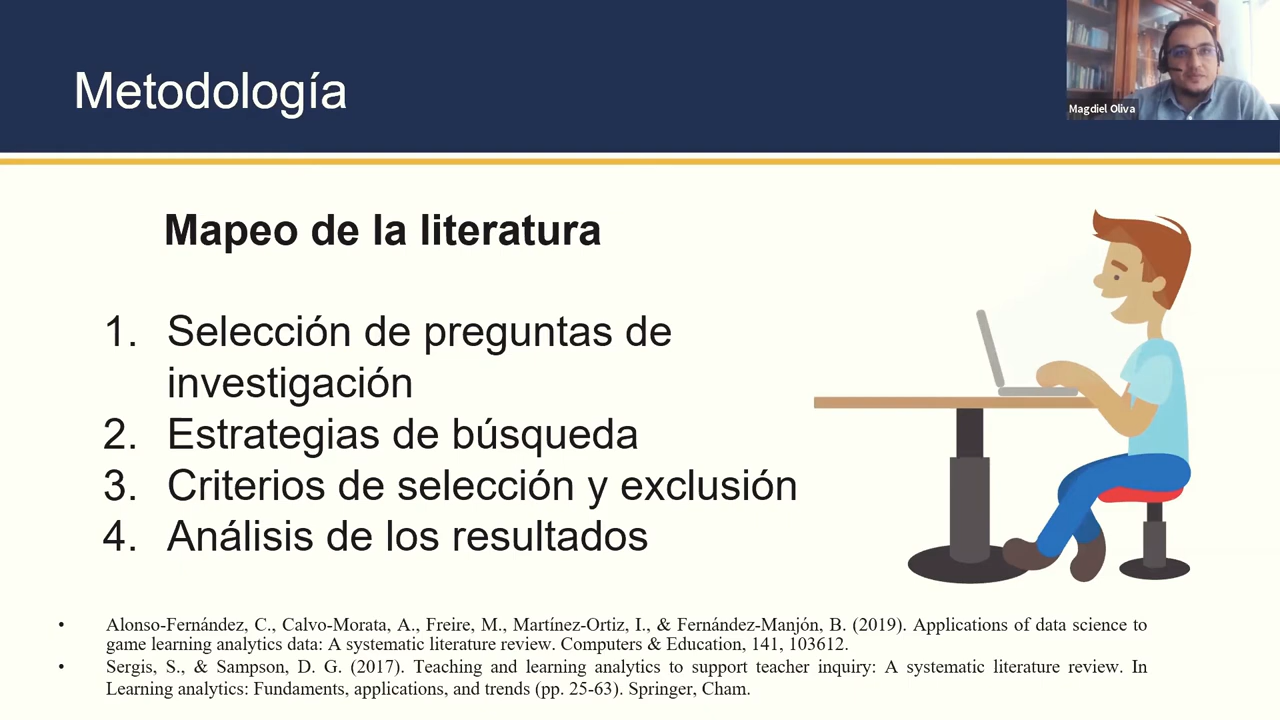 Metodología
Magdiel Oliva
Mapeo de la literatura
1. Selección de preguntas de
investigación
2. Estrategias de búsqueda
3. Criterios de selección y exclusión
4. Análisis de los resultados
• Alonso-Fernández, C., Calvo-Morata, A., Freire, M., Martínez-Ortiz, I., & Fernández-Manjón, B. (2019). Applications of data science to
game learning analytics data: A systematic literature review. Computers & Education, 141, 103612.
• Sergis, S., & Sampson, D. G. (2017). Teaching and learning analytics to support teacher inquiry: A systematic literature review. In
Learning analytics: Fundaments, applications, and trends (pp. 25-63). Springer, Cham.